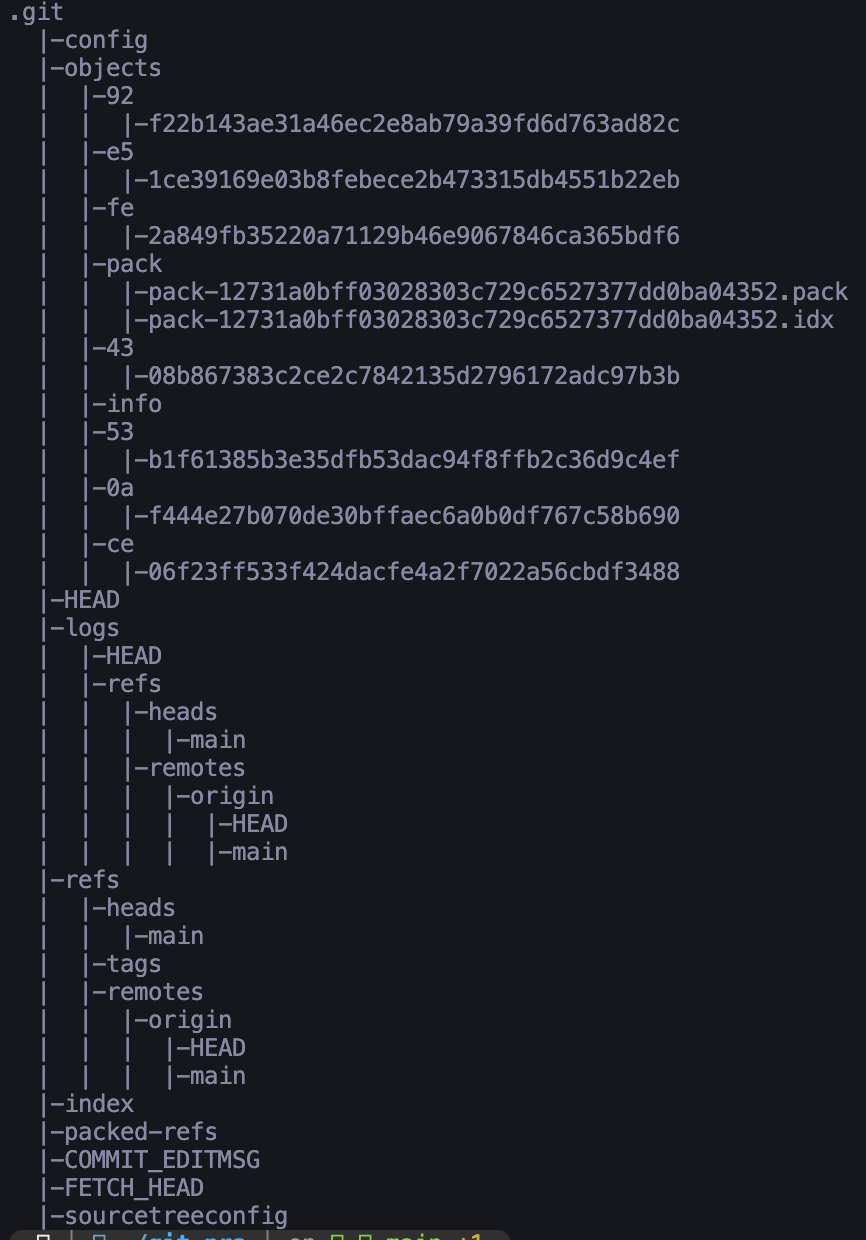 .git
|-config
|-objects
| |-92
| | |-f22b143ae31a46ec2e8ab79a39fd6d763ad82c
| |-e5
| | |-1ce39169e03b8febece2b473315db4551b22eb
| |-fe
| | |-2a849fb35220a71129b46e9067846ca365bdf6
| |-pack
| | |-pack-12731a0bff03028303c729c6527377dd0ba04352.pack
| | |-pack-12731a0bff03028303c729c6527377dd0ba04352.idx
| |-43
| | |-08b867383c2ce2c7842135d2796172adc97b3b
| |-info
| |-53
| | |-b1f61385b3e35dfb53dac94f8ffb2c36d9c4ef
| |-0a
| | |-f444e27b070de30bffaec6a0b0df767c58b690
| |-ce
| | |-06f23ff533f424dacfe4a2f7022a56cbdf3488
|-HEAD
|-logs
| |-HEAD
| |-refs
| | |-heads
| | | |-main
| | |-remotes
| | | |-origin
| | | | |-HEAD
| | | | |-main
|-refs
| |-heads
| | |-main
| |-tags
| |-remotes
| | |-origin
| | | |-HEAD
| | | |-main
|-index
|-packed-refs
|-COMMIT_EDITMSG
|-FETCH_HEAD
|-sourcetreeconfig